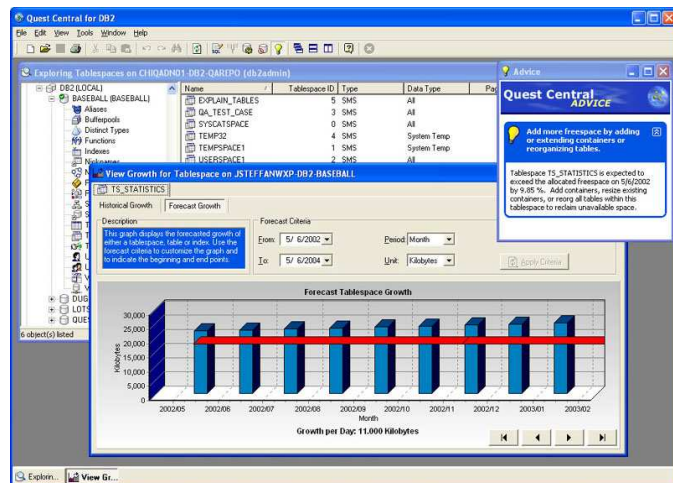 Quest Central for DB2
File Edit View Tools Window Help
Exploring Tablespaces on CHIQADN01-DB2-QAREPO (db2admin)
DB2 (LOCAL)
BASEBALL (BASEBALL)
Aliases
Bufferpools
Distinct Types
Functions
Indexes
Nicknames
DUG
LOTS
QUES
6 object(s) listed
Name / Tablespace ID Type Data Type Pag
EXPLAIN_TABLES 5 SMS All
QA_TEST_CASE 3 SMS All
SYSCATSPACE 0 SMS All
TEMP32 4 SMS System Temp
TEMPSPACE1 1 SMS System Temp
USERSPACE1 2 SMS All
Advice
Quest Central
ADVICE
Add more freespace by adding
or extending containers or
reorganizing tables.
Tablespace TS_STATISTICS is expected to
exceed the allocated freespace on 5/6/2002
by 9.85 %. Add containers, resize existing
containers, or reorg all tables within this
tablespace to reclaim unavailable space.
View Growth for Tablespace on JSTEFFANWXP-DB2-BASEBALL
TS_STATISTICS
Historical Growth Forecast Growth
Description
This graph displays the forecasted growth of
either a tablespace, table or index. Use the
forecast criteria to customize the graph and
to indicate the beginning and end points.
Forecast Criteria
From: 5/ 6/2002 Period: Month
To: 5/ 6/2004 Unit: Kilobytes
Apply Criteria
Forecast Tablespace Growth
Kilobytes
30,000
25,000
20,000
15,000
10,000
5,000
0
2002/05 2002/06 2002/07 2002/08 2002/09 2002/10 2002/11 2002/12 2003/01 2003/02
Month
Growth per Day: 11.000 Kilobytes
Explorin... View Gr...